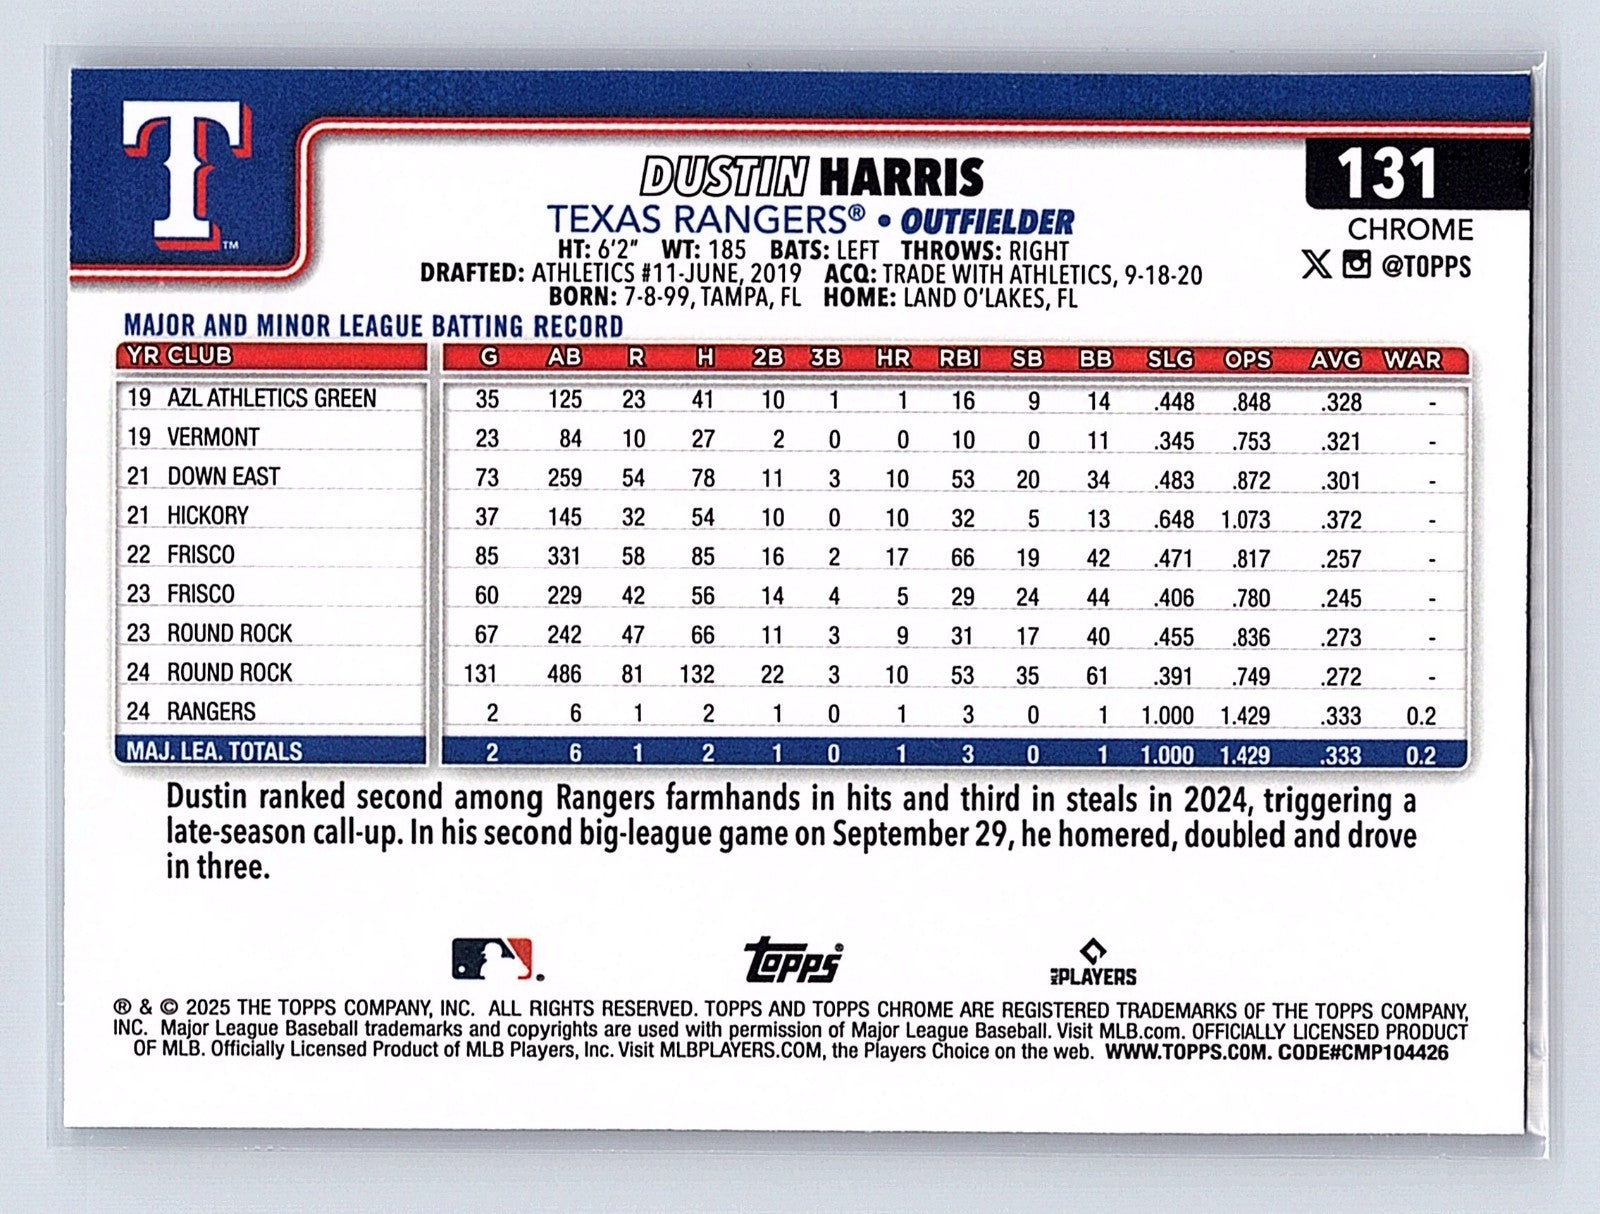 T™
DUSTIN HARRIS
131
TEXAS RANGERS® • OUTFIELDER
CHROME
HT: 6'2" WT: 185 BATS: LEFT THROWS: RIGHT
@TOPPS
DRAFTED: ATHLETICS #11-JUNE, 2019 ACQ: TRADE WITH ATHLETICS, 9-18-20
BORN: 7-8-99, TAMPA, FL HOME: LAND O'LAKES, FL
MAJOR AND MINOR LEAGUE BATTING RECORD
YR CLUB G AB R H 2B 3B HR RBI SB BB SLG OPS AVG WAR
19 AZL ATHLETICS GREEN 35 125 23 41 10 1 1 16 9 14 .448 .848 .328 -
19 VERMONT 23 84 10 27 2 0 0 10 0 11 .345 .753 .321 -
21 DOWN EAST 73 259 54 78 11 3 10 53 20 34 .483 .872 .301 -
21 HICKORY 37 145 32 54 10 0 10 32 5 13 .648 1.073 .372 -
22 FRISCO 85 331 58 85 16 2 17 66 19 42 .471 .817 .257 -
23 FRISCO 60 229 42 56 14 4 5 29 24 44 .406 .780 .245 -
23 ROUND ROCK 67 242 47 66 11 3 9 31 17 40 .455 .836 .273 -
24 ROUND ROCK 131 486 81 132 22 3 10 53 35 61 .391 .749 .272 -
24 RANGERS 2 6 1 2 1 0 1 3 0 1 1.000 1.429 .333 0.2
MAJ. LEA. TOTALS 2 6 1 2 1 0 1 3 0 1 1.000 1.429 .333 0.2
Dustin ranked second among Rangers farmhands in hits and third in steals in 2024, triggering a
late-season call-up. In his second big-league game on September 29, he homered, doubled and drove
in three.
Topps®
MLB PLAYERS
® & © 2025 THE TOPPS COMPANY, INC. ALL RIGHTS RESERVED. TOPPS AND TOPPS CHROME ARE REGISTERED TRADEMARKS OF THE TOPPS COMPANY,
INC. Major League Baseball trademarks and copyrights are used with permission of Major League Baseball. Visit MLB.com. OFFICIALLY LICENSED PRODUCT
OF MLB. Officially Licensed Product of MLB Players, Inc. Visit MLBPLAYERS.COM, the Players Choice on the web. WWW.TOPPS.COM. CODE#CMP104426